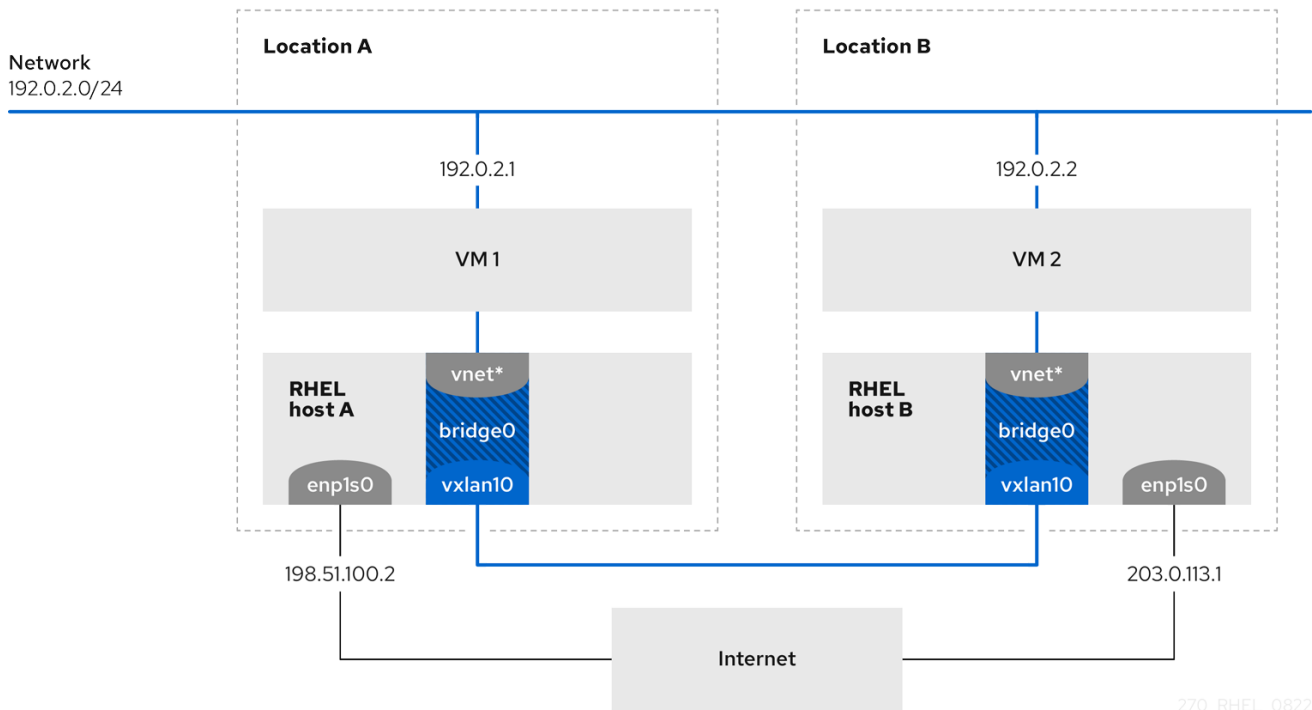 Location A
Location B
Network
192.0.2.0/24
192.0.2.1
192.0.2.2
VM 1
VM 2
RHEL
host A
vnet*
bridge0
enp1s0
vxlan10
RHEL
host B
vnet*
bridge0
vxlan10
enp1s0
198.51.100.2
203.0.113.1
Internet
270_RHEL_0822